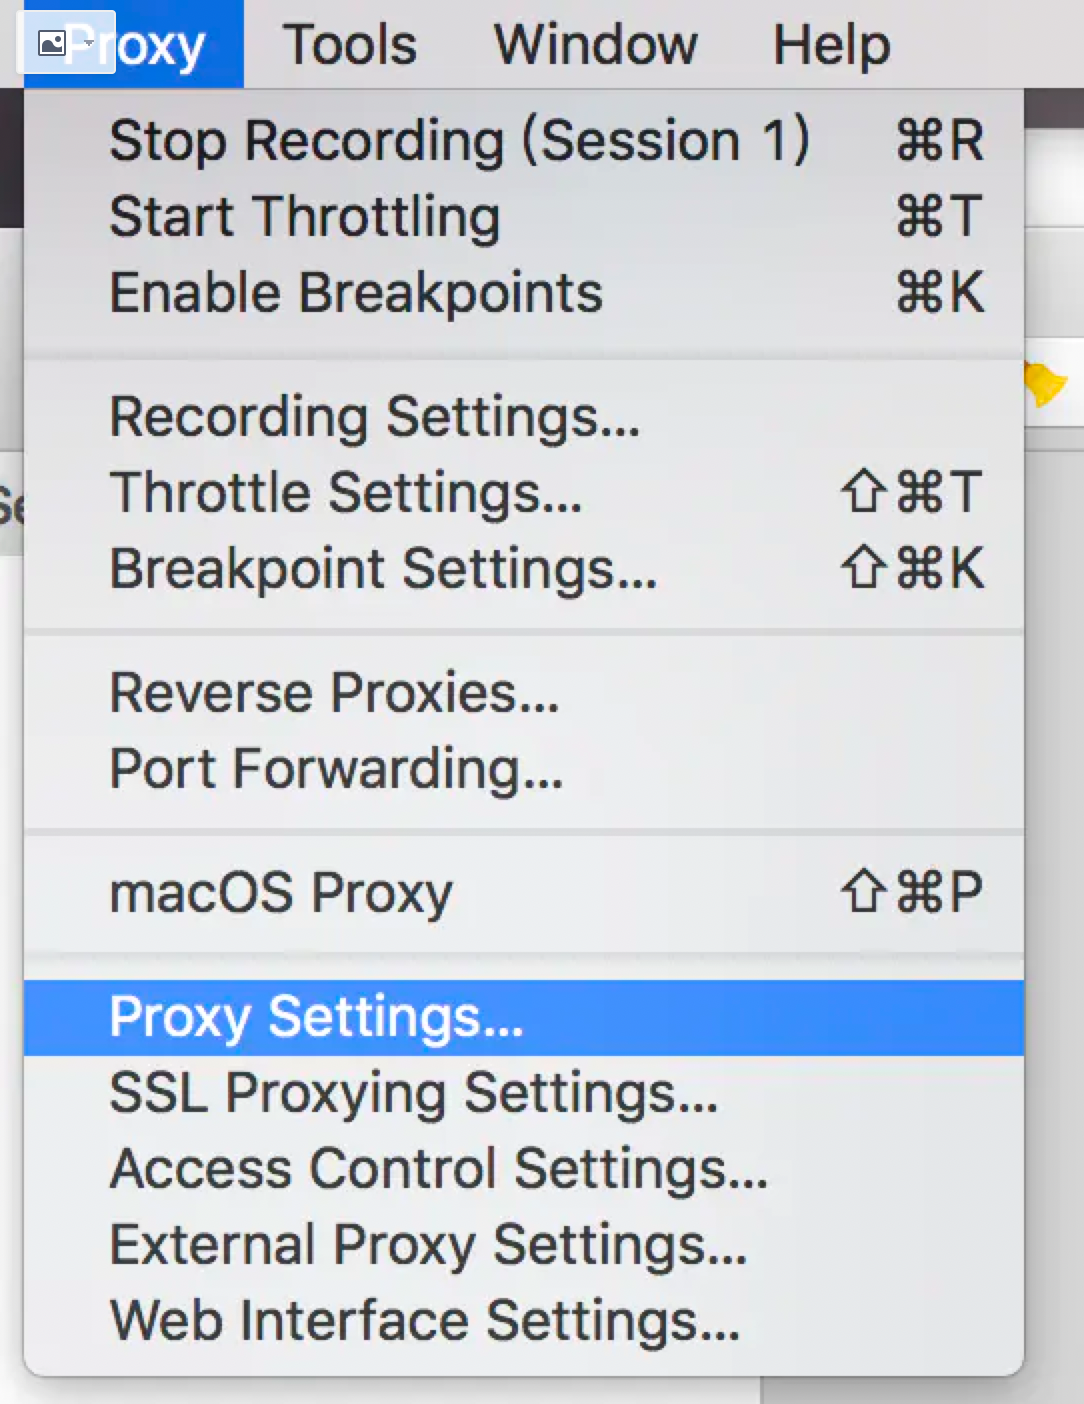 Proxy Tools Window Help
Stop Recording (Session 1) ⌘R
Start Throttling ⌘T
Enable Breakpoints ⌘K
Recording Settings...
Throttle Settings... ⇧⌘T
Breakpoint Settings... ⇧⌘K
Reverse Proxies...
Port Forwarding...
macOS Proxy ⇧⌘P
Proxy Settings...
SSL Proxying Settings...
Access Control Settings...
External Proxy Settings...
Web Interface Settings...